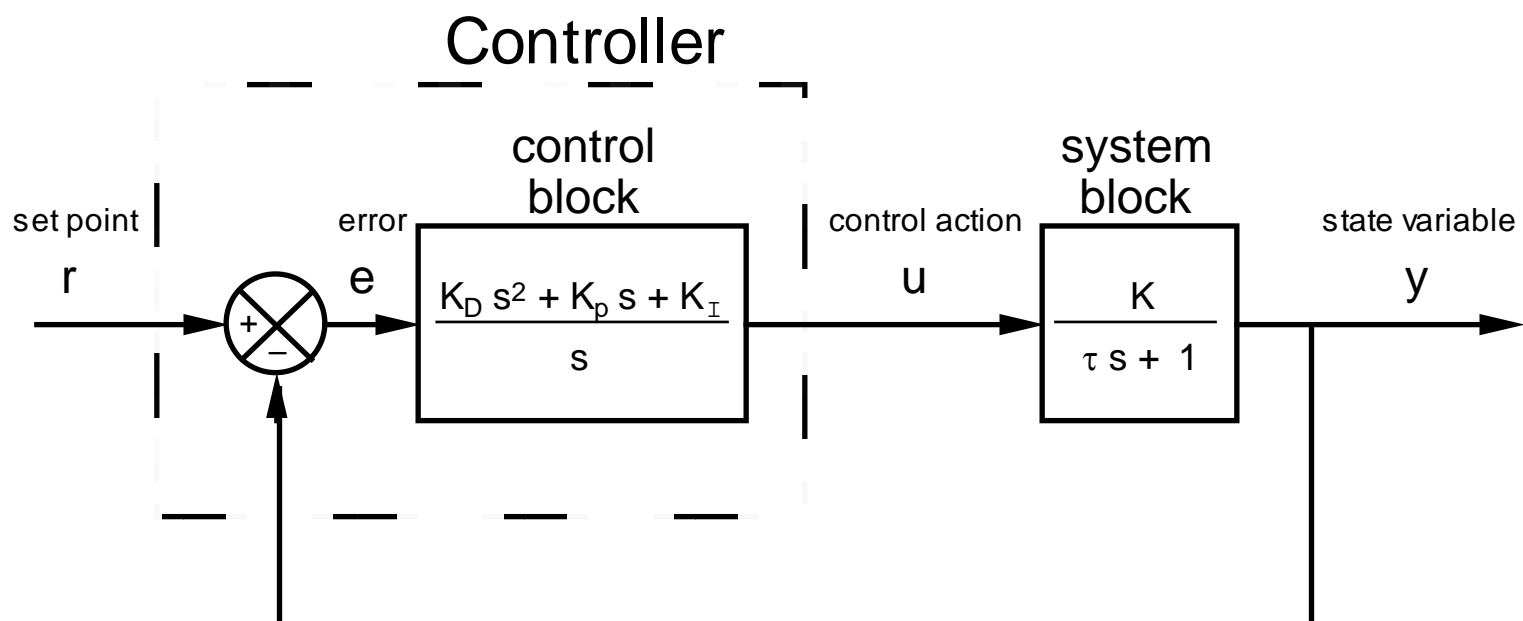 Controller
control
block
system
block
set point
error
control action
state variable
r
e
K_D s² + K_p s + K_I
s
u
K
τ s + 1
y
+
−